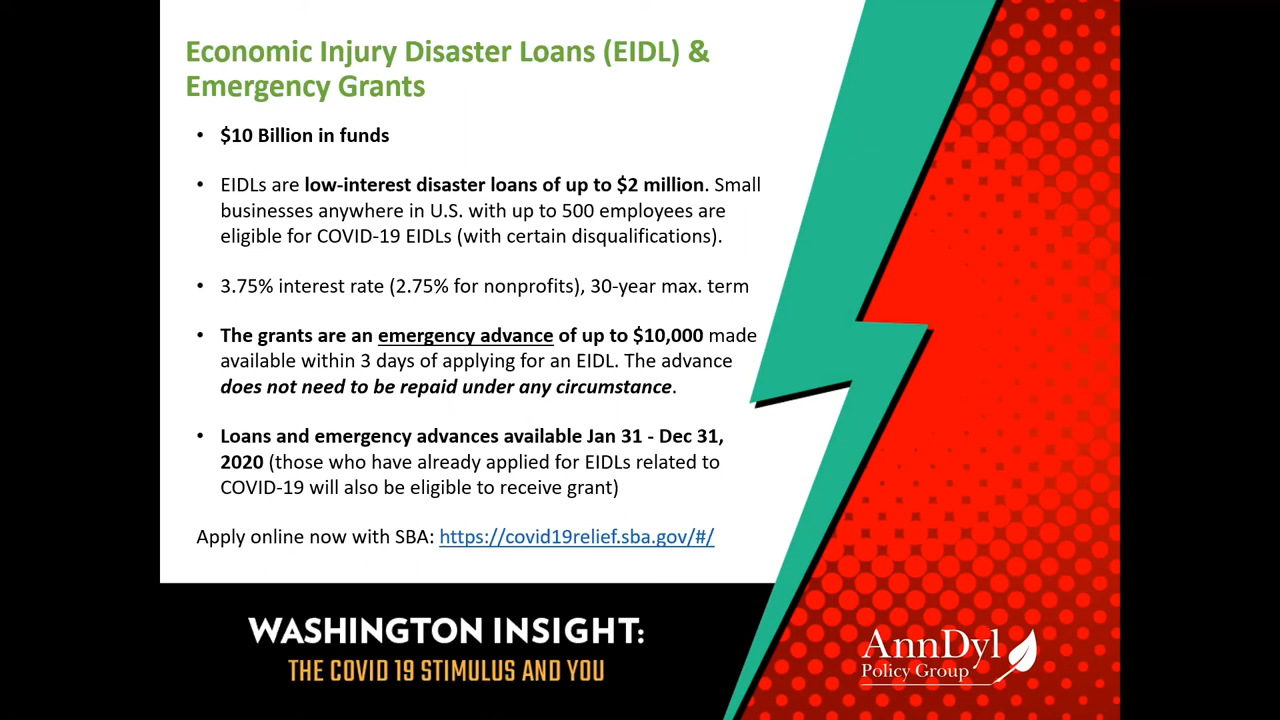 Economic Injury Disaster Loans (EIDL) &
Emergency Grants
• $10 Billion in funds
• EIDLs are low-interest disaster loans of up to $2 million. Small
businesses anywhere in U.S. with up to 500 employees are
eligible for COVID-19 EIDLs (with certain disqualifications).
• 3.75% interest rate (2.75% for nonprofits), 30-year max. term
• The grants are an emergency advance of up to $10,000 made
available within 3 days of applying for an EIDL. The advance
does not need to be repaid under any circumstance.
• Loans and emergency advances available Jan 31 - Dec 31,
2020 (those who have already applied for EIDLs related to
COVID-19 will also be eligible to receive grant)
Apply online now with SBA: https://covid19relief.sba.gov/#/
WASHINGTON INSIGHT:
THE COVID 19 STIMULUS AND YOU
AnnDyl
Policy Group